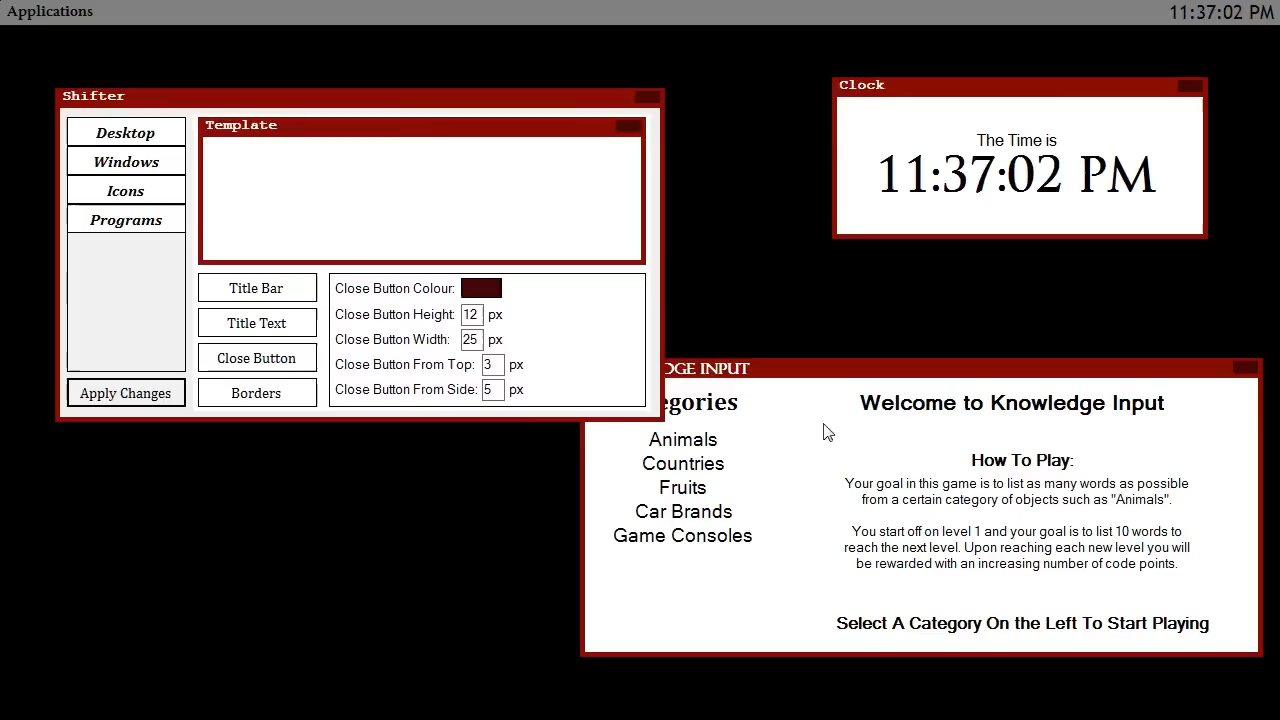 Applications
11:37:02 PM
Shifter
Desktop
Windows
Icons
Programs
Apply Changes
Template
Title Bar
Title Text
Close Button
Borders
Close Button Colour:
Close Button Height: 12 px
Close Button Width: 25 px
Close Button From Top: 3 px
Close Button From Side: 5 px
Clock
The Time is
11:37:02 PM
DGE INPUT
egories
Animals
Countries
Fruits
Car Brands
Game Consoles
Welcome to Knowledge Input
How To Play:
Your goal in this game is to list as many words as possible
from a certain category of objects such as "Animals".
You start off on level 1 and your goal is to list 10 words to
reach the next level. Upon reaching each new level you will
be rewarded with an increasing number of code points.
Select A Category On the Left To Start Playing